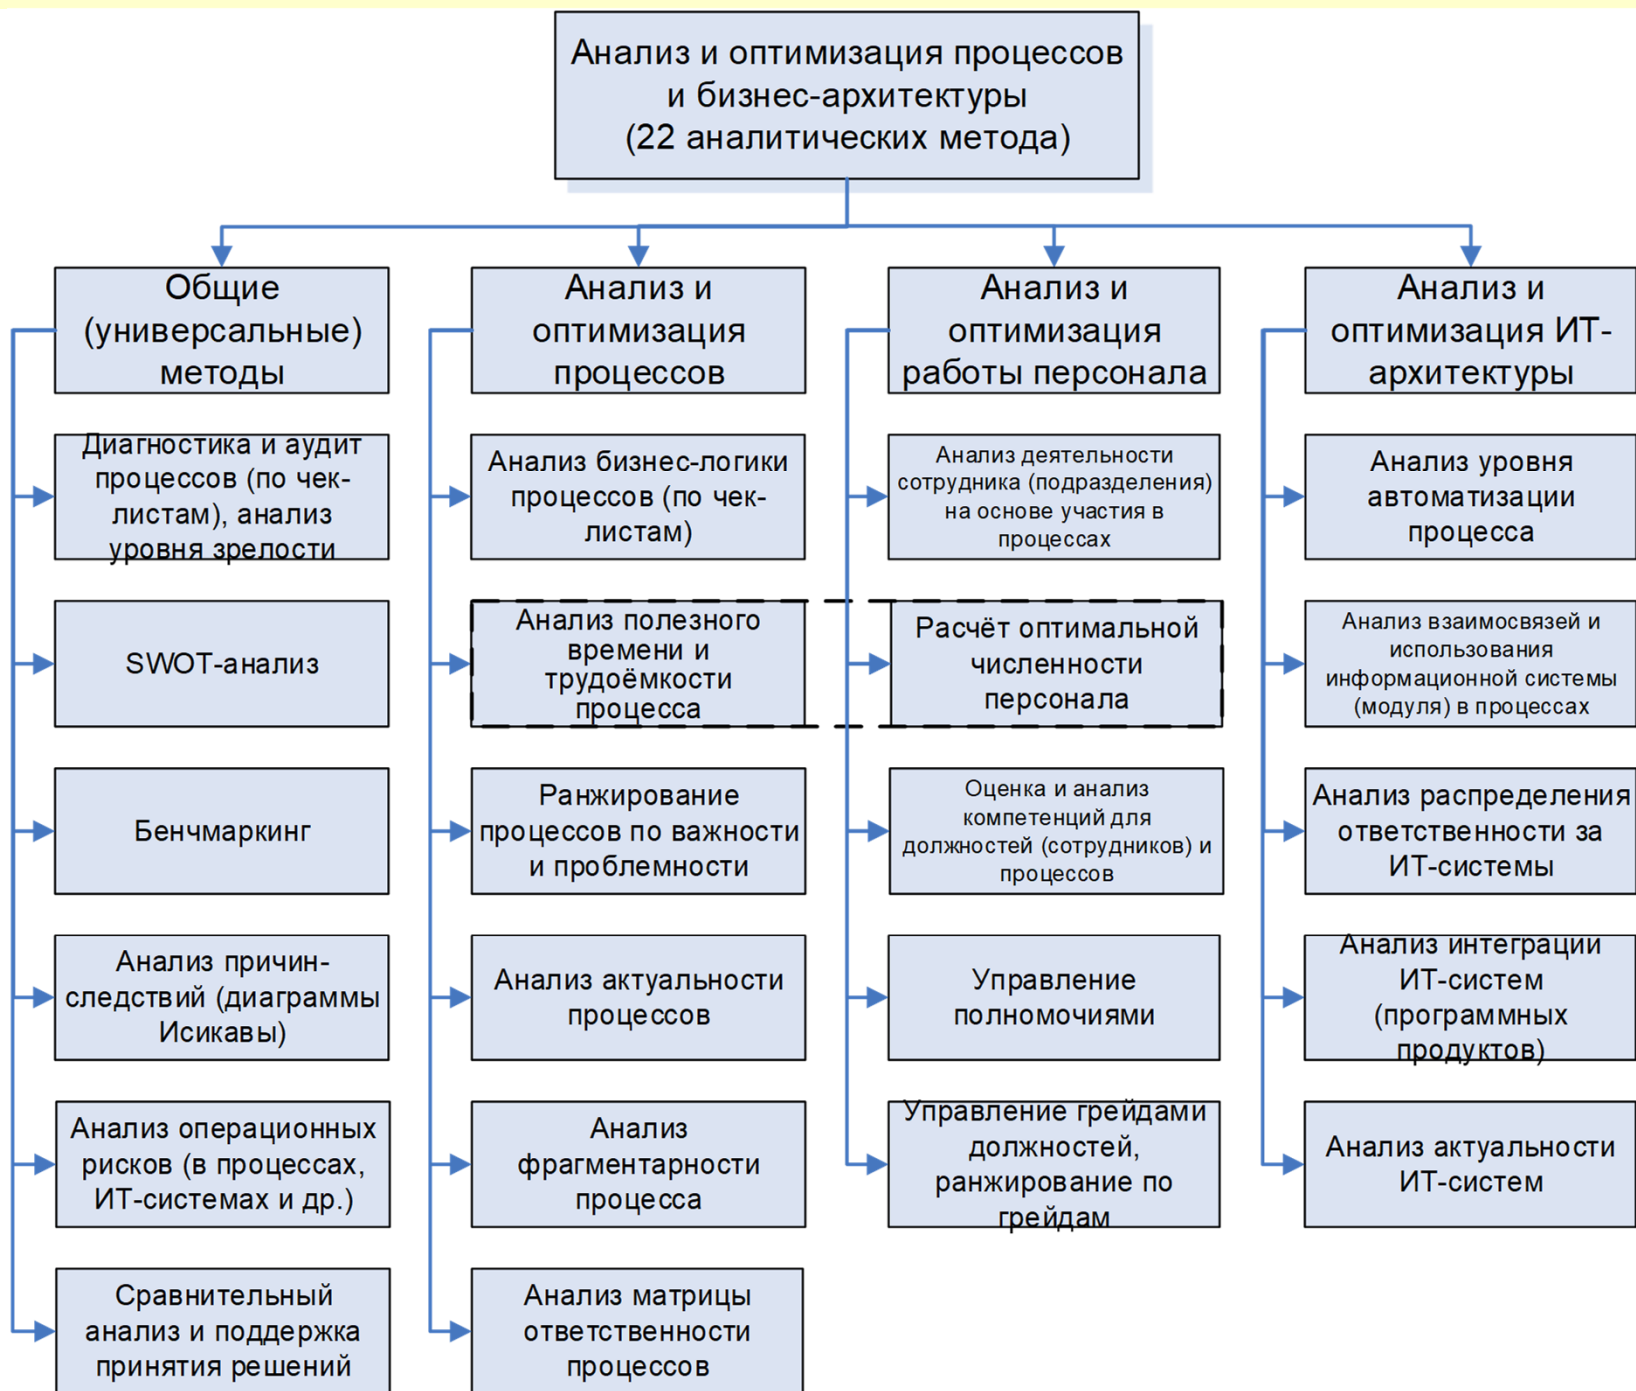 Анализ и оптимизация процессов
и бизнес-архитектуры
(22 аналитических метода)
Общие
(универсальные)
методы
Диагностика и аудит
процессов (по чек-
листам), анализ
уровня зрелости
SWOT-анализ
Бенчмаркинг
Анализ причин-
следствий (диаграммы
Исикавы)
Анализ операционных
рисков (в процессах,
ИТ-системах и др.)
Сравнительный
анализ и поддержка
принятия решений
Анализ и
оптимизация
процессов
Анализ бизнес-логики
процессов (по чек-
листам)
Анализ полезного
времени и
трудоёмкости
процесса
Ранжирование
процессов по важности
и проблемности
Анализ актуальности
процессов
Анализ
фрагментарности
процесса
Анализ матрицы
ответственности
процессов
Анализ и
оптимизация
работы персонала
Анализ деятельности
сотрудника (подразделения)
на основе участия в
процессах
Расчёт оптимальной
численности
персонала
Оценка и анализ
компетенций для
должностей (сотрудников) и
процессов
Управление
полномочиями
Управление грейдами
должностей,
ранжирование по
грейдам
Анализ и
оптимизация ИТ-
архитектуры
Анализ уровня
автоматизации
процесса
Анализ взаимосвязей и
использования
информационной системы
(модуля) в процессах
Анализ распределения
ответственности за
ИТ-системы
Анализ интеграции
ИТ-систем
(программных
продуктов)
Анализ актуальности
ИТ-систем